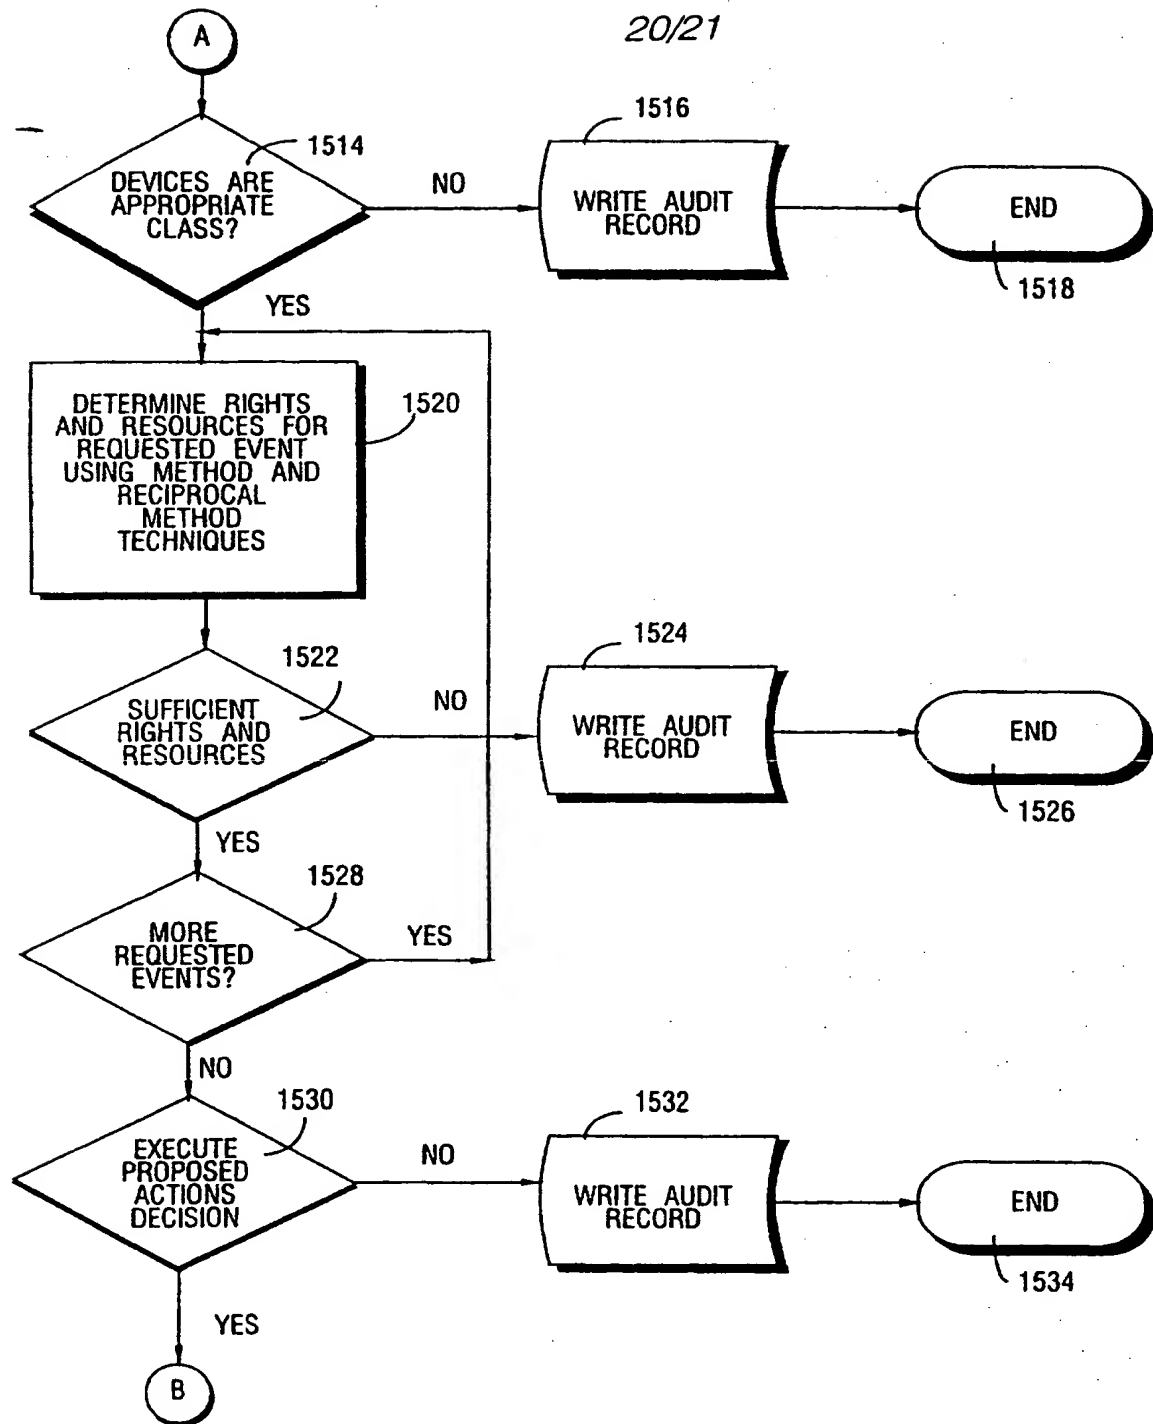 20/21
A
1514
DEVICES ARE
APPROPRIATE
CLASS?
NO
1516
WRITE AUDIT
RECORD
END
1518
YES
DETERMINE RIGHTS
AND RESOURCES FOR
REQUESTED EVENT
USING METHOD AND
RECIPROCAL
METHOD
TECHNIQUES
1520
1522
SUFFICIENT
RIGHTS AND
RESOURCES
NO
1524
WRITE AUDIT
RECORD
END
1526
YES
1528
MORE
REQUESTED
EVENTS?
YES
NO
1530
EXECUTE
PROPOSED
ACTIONS
DECISION
NO
1532
WRITE AUDIT
RECORD
END
1534
YES
B